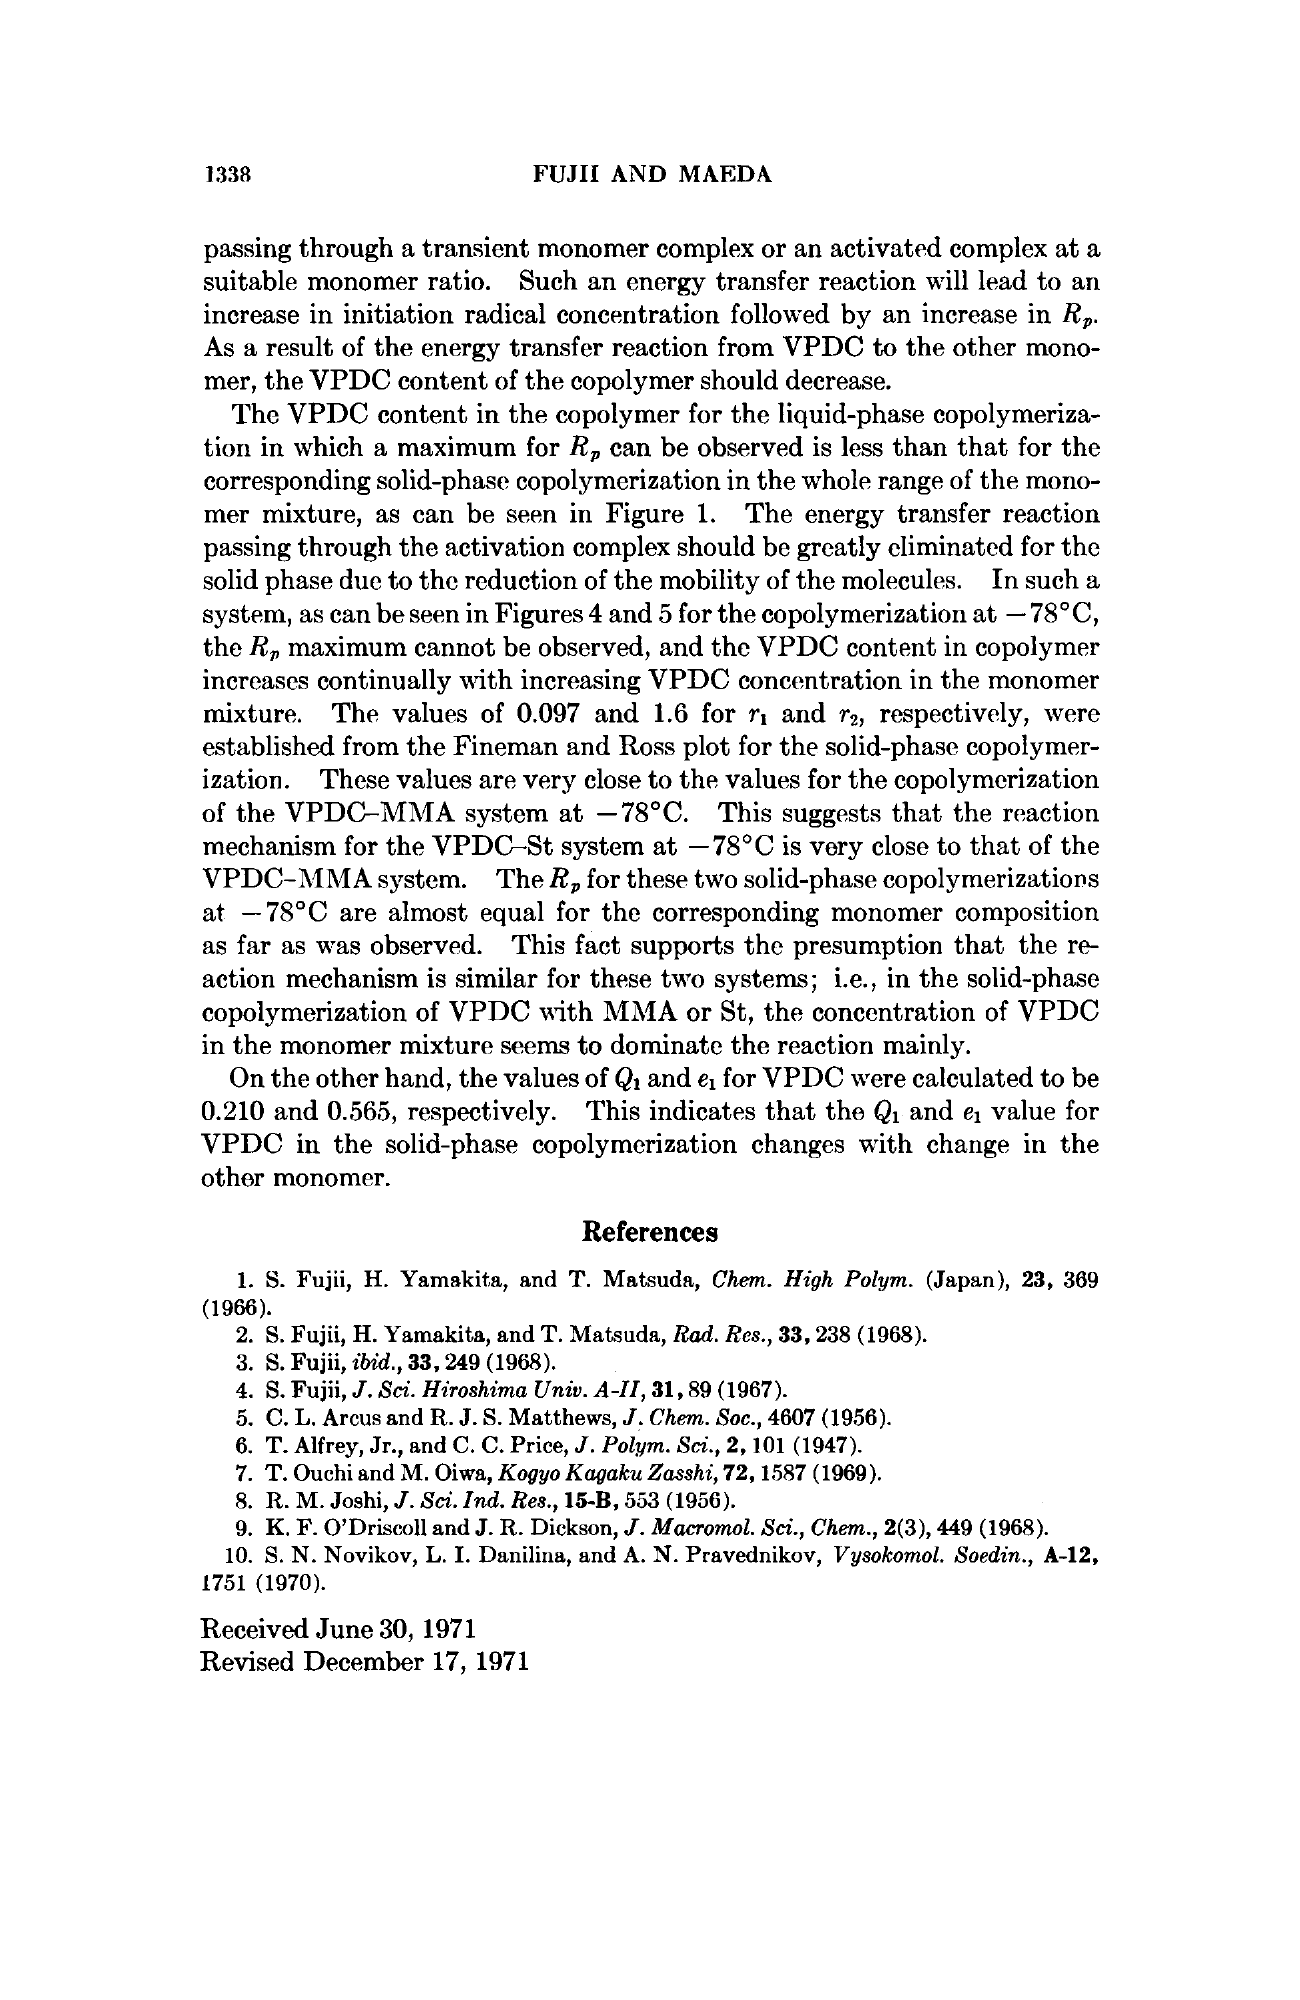 1338 FUJII AND MAEDA
passing through a transient monomer complex or an activated complex at a
suitable monomer ratio. Such an energy transfer reaction will lead to an
increase in initiation radical concentration followed by an increase in Rp.
As a result of the energy transfer reaction from VPDC to the other mono-
mer, the VPDC content of the copolymer should decrease.
The VPDC content in the copolymer for the liquid-phase copolymeriza-
tion in which a maximum for Rp can be observed is less than that for the
corresponding solid-phase copolymerization in the whole range of the mono-
mer mixture, as can be seen in Figure 1. The energy transfer reaction
passing through the activation complex should be greatly eliminated for the
solid phase due to the reduction of the mobility of the molecules. In such a
system, as can be seen in Figures 4 and 5 for the copolymerization at −78°C,
the Rp maximum cannot be observed, and the VPDC content in copolymer
increases continually with increasing VPDC concentration in the monomer
mixture. The values of 0.097 and 1.6 for r1 and r2, respectively, were
established from the Fineman and Ross plot for the solid-phase copolymer-
ization. These values are very close to the values for the copolymerization
of the VPDC–MMA system at −78°C. This suggests that the reaction
mechanism for the VPDC–St system at −78°C is very close to that of the
VPDC–MMA system. The Rp for these two solid-phase copolymerizations
at −78°C are almost equal for the corresponding monomer composition
as far as was observed. This fact supports the presumption that the re-
action mechanism is similar for these two systems; i.e., in the solid-phase
copolymerization of VPDC with MMA or St, the concentration of VPDC
in the monomer mixture seems to dominate the reaction mainly.
On the other hand, the values of Q1 and e1 for VPDC were calculated to be
0.210 and 0.565, respectively. This indicates that the Q1 and e1 value for
VPDC in the solid-phase copolymerization changes with change in the
other monomer.
References
1. S. Fujii, H. Yamakita, and T. Matsuda, Chem. High Polym. (Japan), 23, 369
(1966).
2. S. Fujii, H. Yamakita, and T. Matsuda, Rad. Res., 33, 238 (1968).
3. S. Fujii, ibid., 33, 249 (1968).
4. S. Fujii, J. Sci. Hiroshima Univ. A-II, 31, 89 (1967).
5. C. L. Arcus and R. J. S. Matthews, J. Chem. Soc., 4607 (1956).
6. T. Alfrey, Jr., and C. C. Price, J. Polym. Sci., 2, 101 (1947).
7. T. Ouchi and M. Oiwa, Kogyo Kagaku Zasshi, 72, 1587 (1969).
8. R. M. Joshi, J. Sci. Ind. Res., 15-B, 553 (1956).
9. K. F. O'Driscoll and J. R. Dickson, J. Macromol. Sci., Chem., 2(3), 449 (1968).
10. S. N. Novikov, L. I. Danilina, and A. N. Pravednikov, Vysokomol. Soedin., A-12,
1751 (1970).
Received June 30, 1971
Revised December 17, 1971